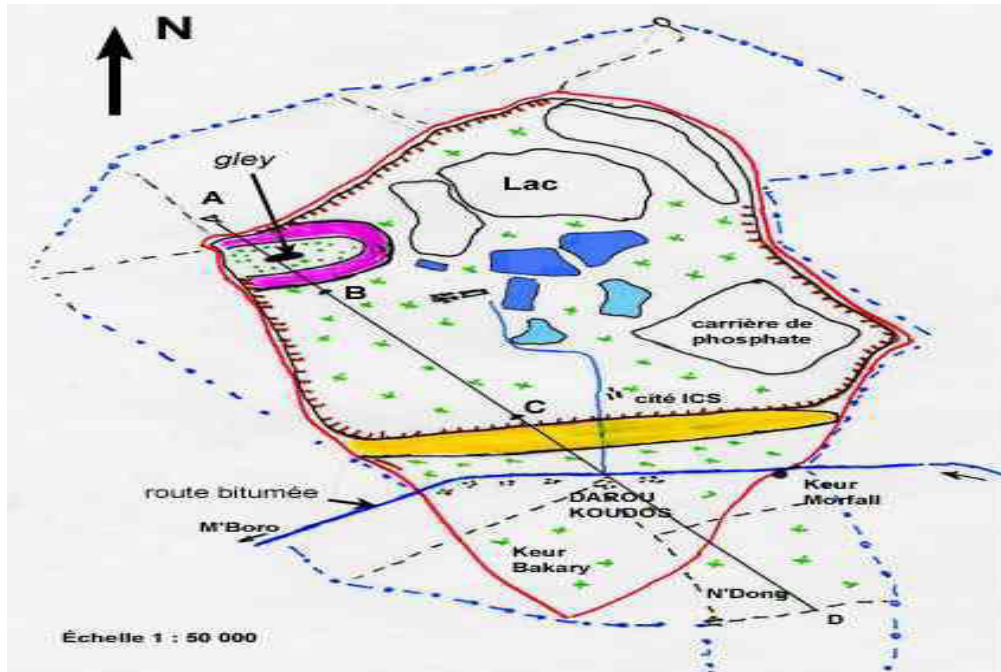 N
gley
A
Lac
B
carrière de
phosphate
C
cité ICS
route bitumée
M'Boro
DAROU
KOUDOS
Keur
Morfall
Keur
Bakary
N'Dong
D
Échelle 1 : 50 000